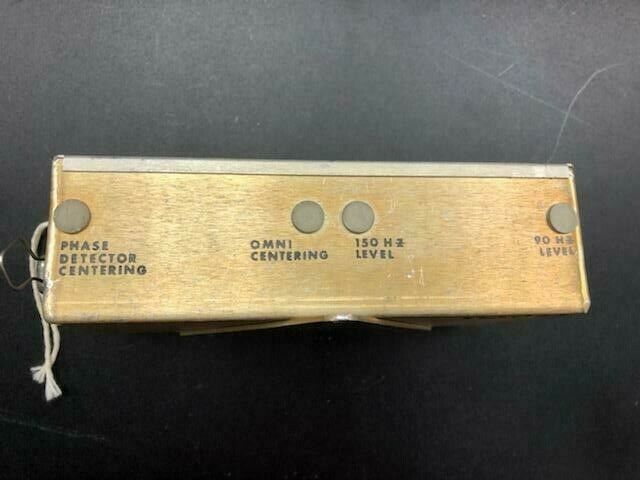 PHASE
DETECTOR
CENTERING
OMNI
CENTERING
150 HZ
LEVEL
90 HZ
LEVEL